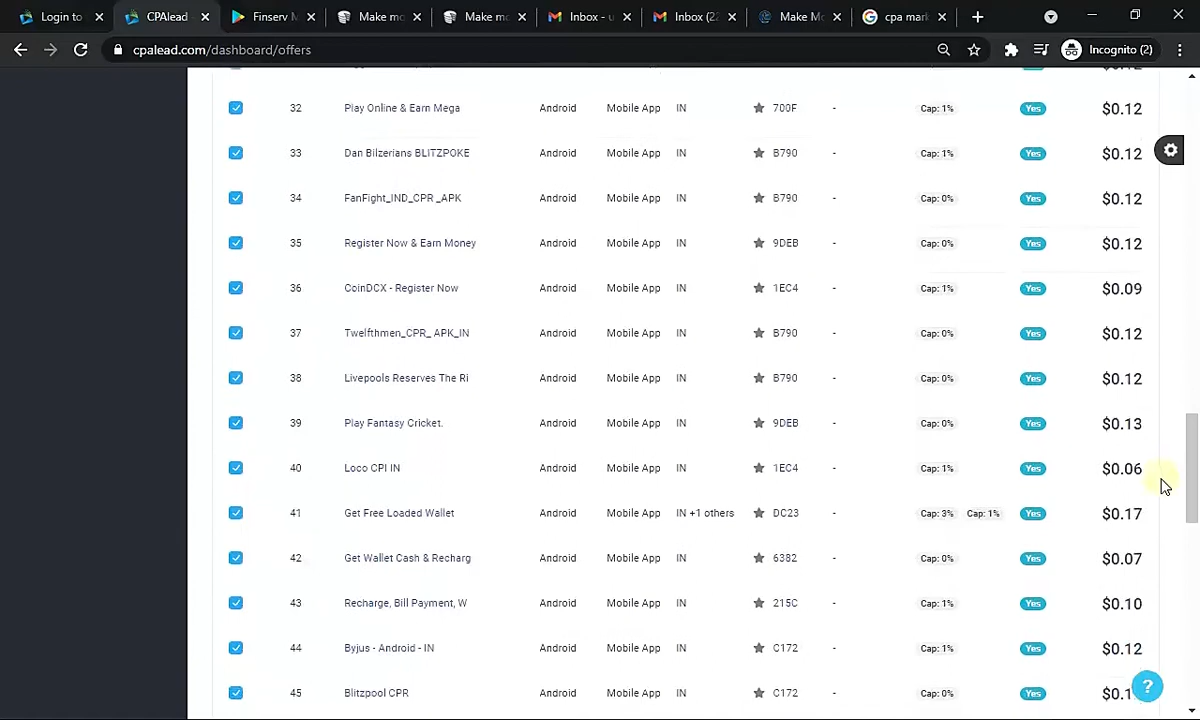 Login to
CPAlead
Finserv M
Make mo
Make mo
Inbox - u
Inbox (22
Make Mo
cpa mark
cpalead.com/dashboard/offers
Incognito (2)
32 Play Online & Earn Mega Android Mobile App IN 700F - Cap: 1% Yes $0.12
33 Dan Bilzerians BLITZPOKE Android Mobile App IN B790 - Cap: 1% Yes $0.12
34 FanFight_IND_CPR _APK Android Mobile App IN B790 - Cap: 0% Yes $0.12
35 Register Now & Earn Money Android Mobile App IN 9DEB - Cap: 0% Yes $0.12
36 CoinDCX - Register Now Android Mobile App IN 1EC4 - Cap: 1% Yes $0.09
37 Twelfthmen_CPR_ APK_IN Android Mobile App IN B790 - Cap: 0% Yes $0.12
38 Livepools Reserves The Ri Android Mobile App IN B790 - Cap: 0% Yes $0.12
39 Play Fantasy Cricket. Android Mobile App IN 9DEB - Cap: 0% Yes $0.13
40 Loco CPI IN Android Mobile App IN 1EC4 - Cap: 1% Yes $0.06
41 Get Free Loaded Wallet Android Mobile App IN +1 others DC23 - Cap: 3% Cap: 1% Yes $0.17
42 Get Wallet Cash & Recharg Android Mobile App IN 6382 - Cap: 0% Yes $0.07
43 Recharge, Bill Payment, W Android Mobile App IN 215C - Cap: 1% Yes $0.10
44 Byjus - Android - IN Android Mobile App IN C172 - Cap: 1% Yes $0.12
45 Blitzpool CPR Android Mobile App IN C172 - Cap: 0% Yes $0.1
?